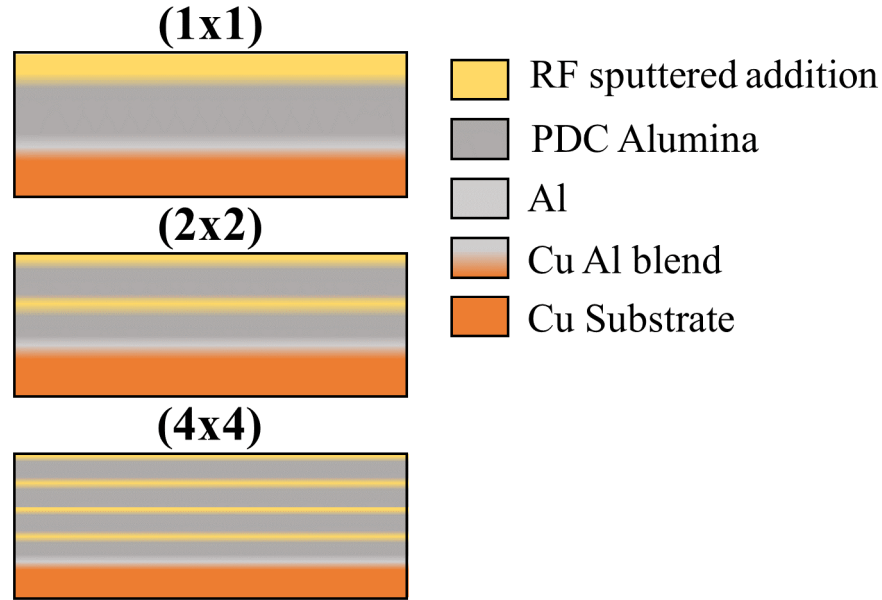 (1x1)
RF sputtered addition
PDC Alumina
Al
(2x2)
Cu Al blend
Cu Substrate
(4x4)